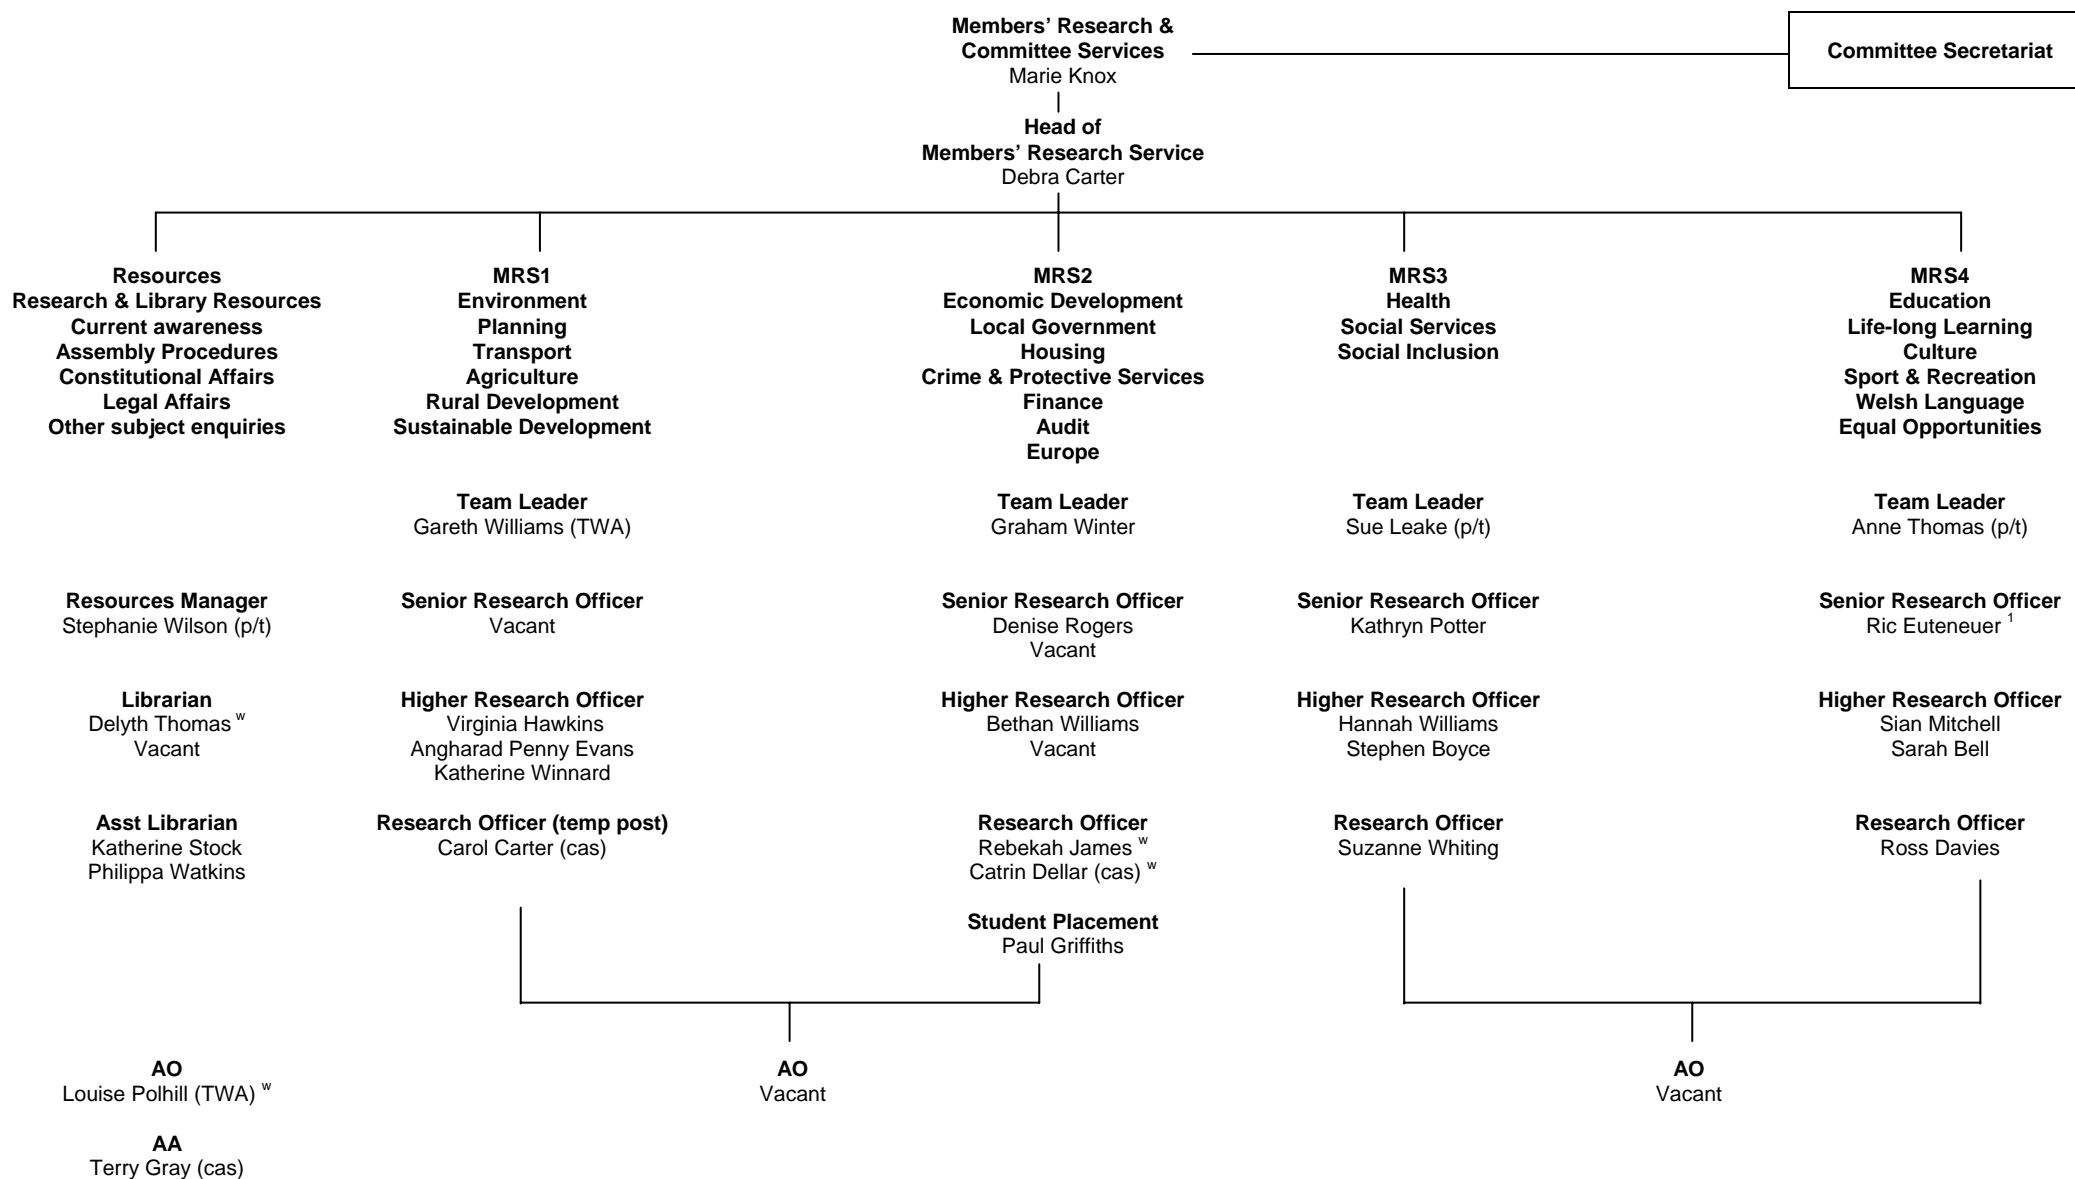 Members’ Research &
Committee Services
Marie Knox
Committee Secretariat
Head of
Members’ Research Service
Debra Carter
Resources
Research & Library Resources
Current awareness
Assembly Procedures
Constitutional Affairs
Legal Affairs
Other subject enquiries
MRS1
Environment
Planning
Transport
Agriculture
Rural Development
Sustainable Development
MRS2
Economic Development
Local Government
Housing
Crime & Protective Services
Finance
Audit
Europe
MRS3
Health
Social Services
Social Inclusion
MRS4
Education
Life-long Learning
Culture
Sport & Recreation
Welsh Language
Equal Opportunities
Team Leader
Gareth Williams (TWA)
Team Leader
Graham Winter
Team Leader
Sue Leake (p/t)
Team Leader
Anne Thomas (p/t)
Resources Manager
Stephanie Wilson (p/t)
Senior Research Officer
Vacant
Senior Research Officer
Denise Rogers
Vacant
Senior Research Officer
Kathryn Potter
Senior Research Officer
Ric Euteneuer 1
Librarian
Delyth Thomas w
Vacant
Higher Research Officer
Virginia Hawkins
Angharad Penny Evans
Katherine Winnard
Higher Research Officer
Bethan Williams
Vacant
Higher Research Officer
Hannah Williams
Stephen Boyce
Higher Research Officer
Sian Mitchell
Sarah Bell
Asst Librarian
Katherine Stock
Philippa Watkins
Research Officer (temp post)
Carol Carter (cas)
Research Officer
Rebekah James w
Catrin Dellar (cas) w
Research Officer
Suzanne Whiting
Research Officer
Ross Davies
Student Placement
Paul Griffiths
AO
Louise Polhill (TWA) w
AO
Vacant
AO
Vacant
AA
Terry Gray (cas)